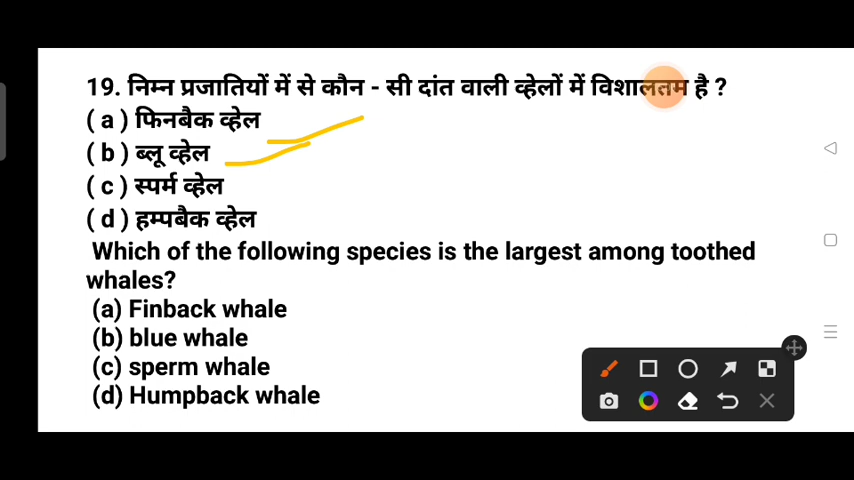 19. निम्न प्रजातियों में से कौन - सी दांत वाली व्हेलों में विशालतम है ?
( a ) फिनबैक व्हेल
( b ) ब्लू व्हेल
( c ) स्पर्म व्हेल
( d ) हम्पबैक व्हेल
Which of the following species is the largest among toothed
whales?
(a) Finback whale
(b) blue whale
(c) sperm whale
(d) Humpback whale